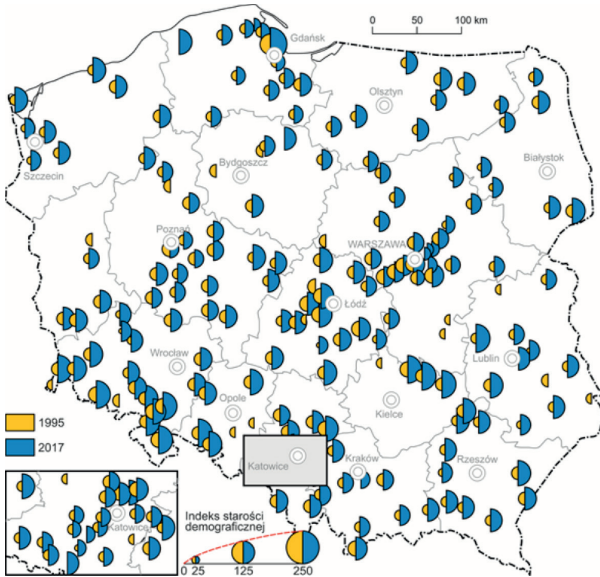 0 50 100 km
Gdańsk
Olsztyn
Szczecin
Bydgoszcz
Białystok
Poznań
WARSZAWA
Łódź
Wrocław
Lublin
Opole
Kielce
1995
2017
Katowice
Kraków
Rzeszów
Indeks starości
demograficznej
Katowice
0 25 125 250